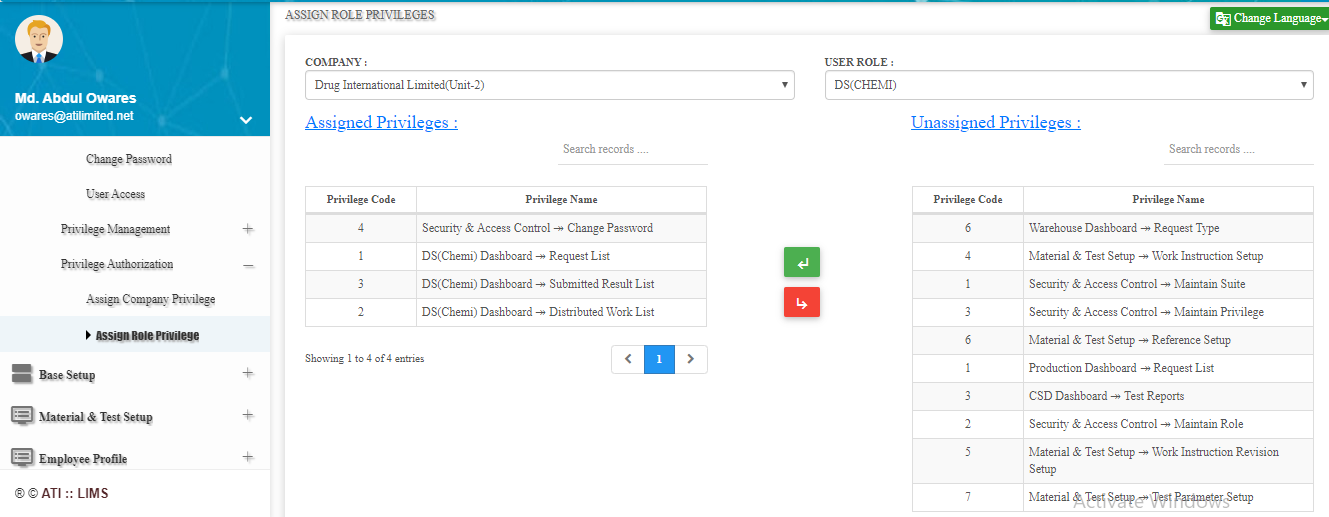 ASSIGN ROLE PRIVILEGES
Change Language
Md. Abdul Owares
owares@atilimited.net
Change Password
User Access
Privilege Management
Privilege Authorization
Assign Company Privilege
Assign Role Privilege
Base Setup
Material & Test Setup
Employee Profile
® © ATI :: LIMS
COMPANY :
Drug International Limited(Unit-2)
USER ROLE :
DS(CHEMI)
Assigned Privileges :
Search records ....
Privilege Code Privilege Name
4 Security & Access Control ↠ Change Password
1 DS(Chemi) Dashboard ↠ Request List
3 DS(Chemi) Dashboard ↠ Submitted Result List
2 DS(Chemi) Dashboard ↠ Distributed Work List
Showing 1 to 4 of 4 entries
1
Unassigned Privileges :
Search records ....
Privilege Code Privilege Name
6 Warehouse Dashboard ↠ Request Type
4 Material & Test Setup ↠ Work Instruction Setup
1 Security & Access Control ↠ Maintain Suite
3 Security & Access Control ↠ Maintain Privilege
6 Material & Test Setup ↠ Reference Setup
1 Production Dashboard ↠ Request List
3 CSD Dashboard ↠ Test Reports
2 Security & Access Control ↠ Maintain Role
5 Material & Test Setup ↠ Work Instruction Revision
Setup
7 Material & Test Setup ↠ Test Parameter Setup
Activate Windows